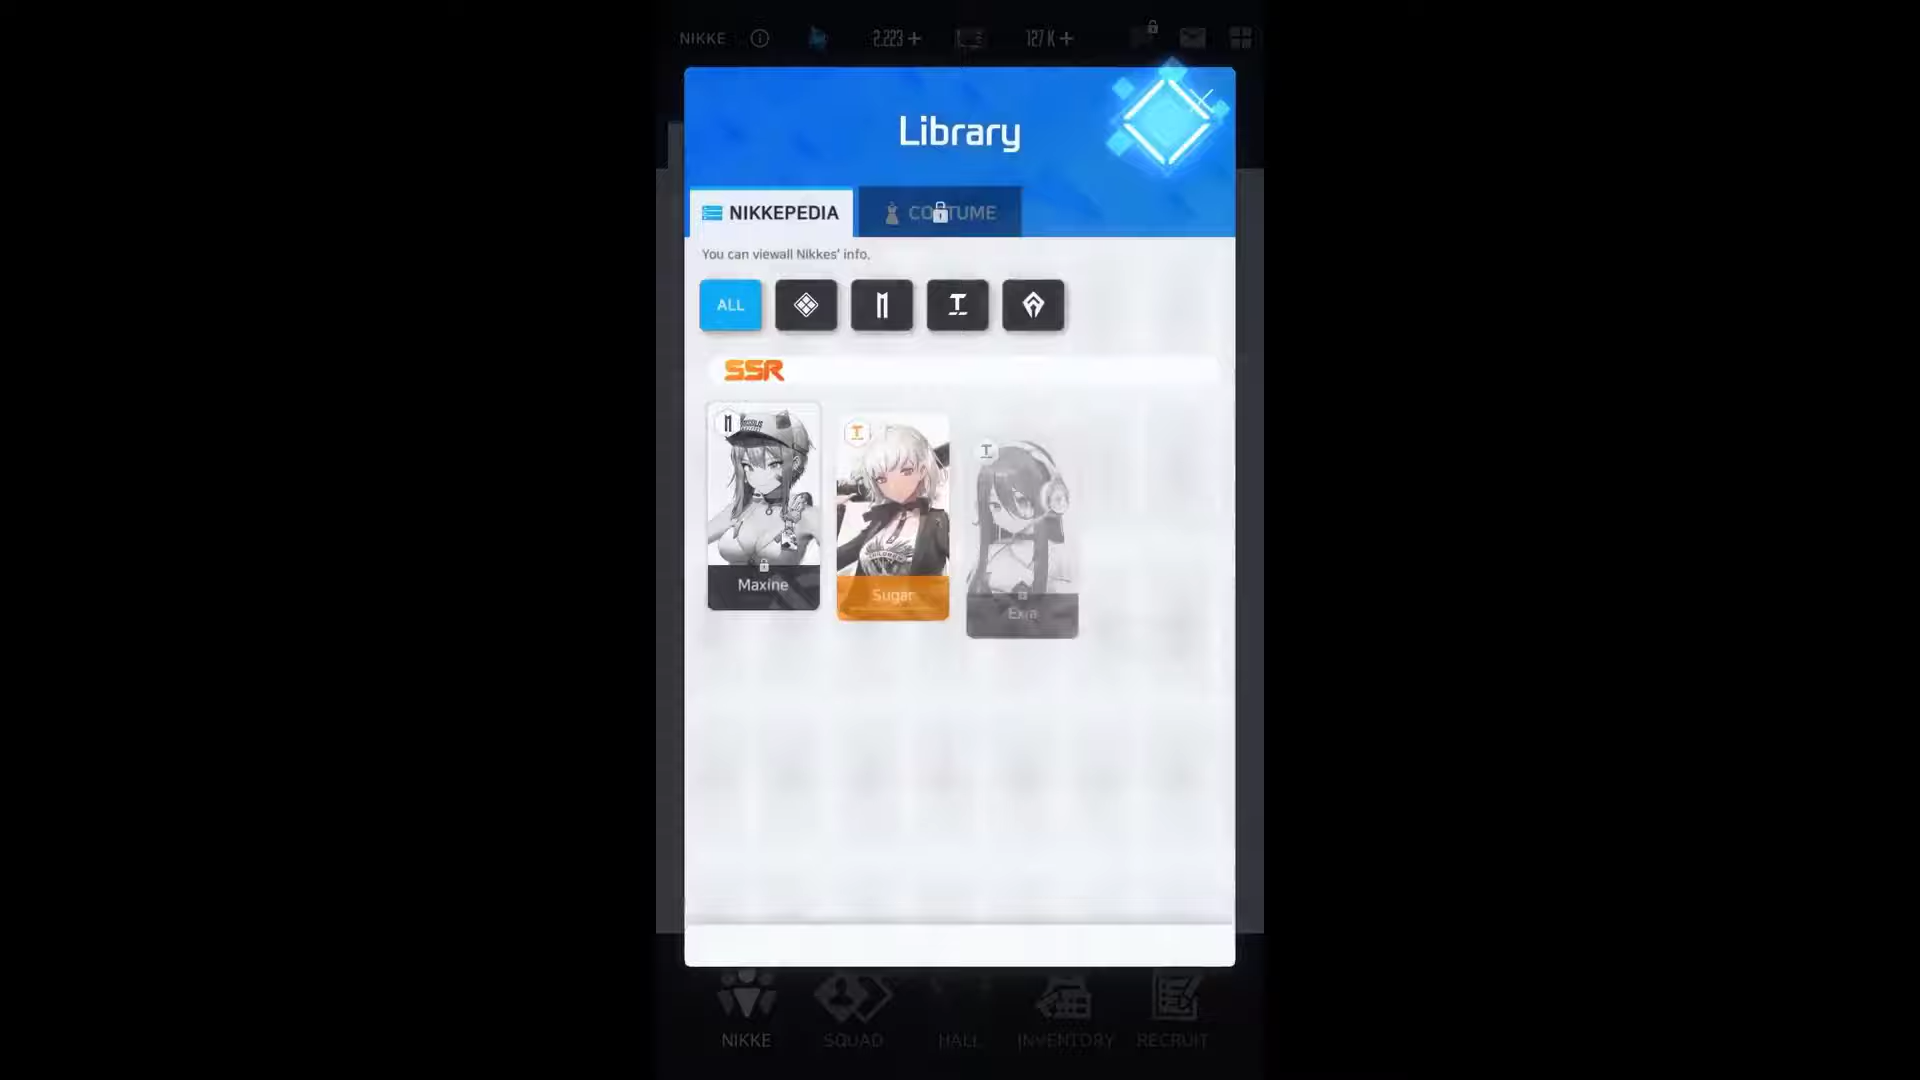 NIKKE 2.223 + 127 K +
Library
NIKKEPEDIA COSTUME
You can viewall Nikkes' info.
ALL
SSR
Maxine
Sugar
Exia
NIKKE SQUAD HALL INVENTORY RECRUIT